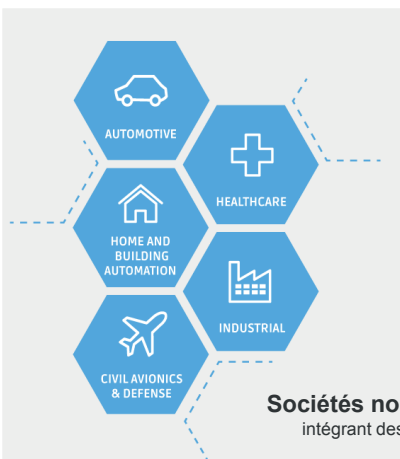 AUTOMOTIVE
HEALTHCARE
HOME AND
BUILDING
AUTOMATION
INDUSTRIAL
CIVIL AVIONICS
& DEFENSE
Sociétés no
intégrant des